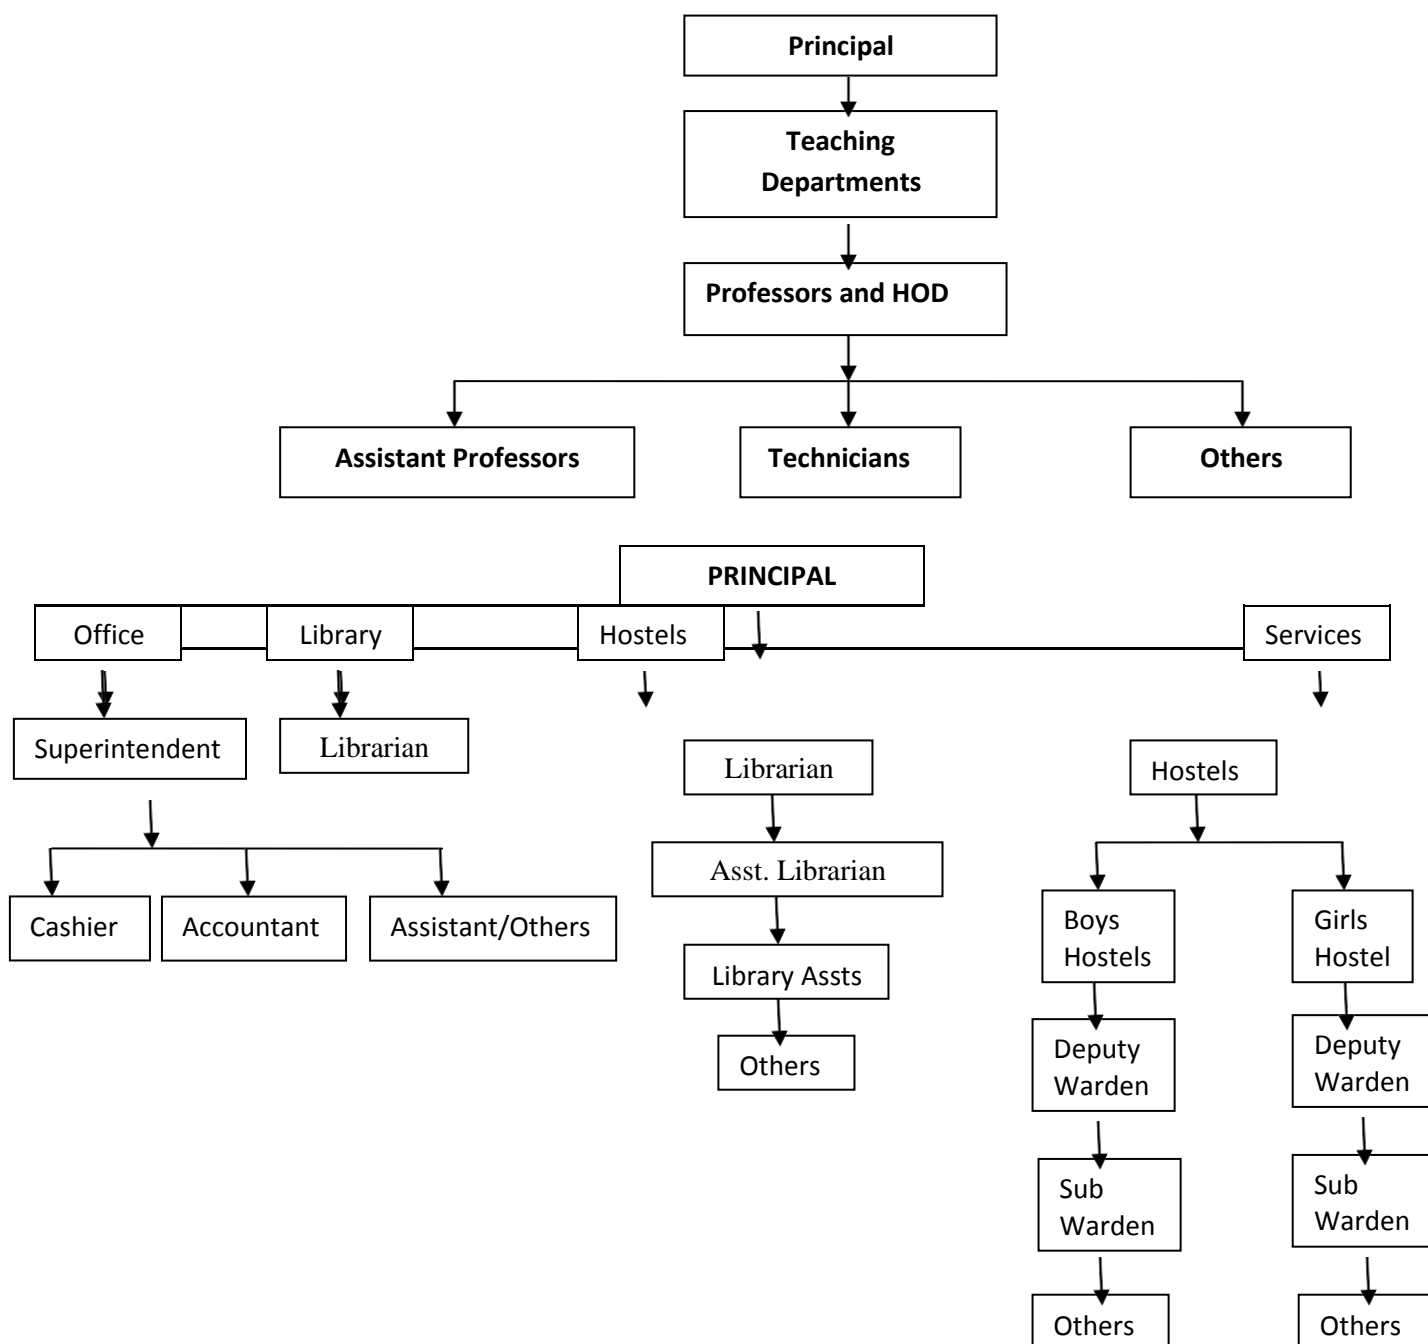 Principal
Teaching
Departments
Professors and HOD
Assistant Professors
Technicians
Others
PRINCIPAL
Office
Library
Hostels
Services
Superintendent
Librarian
Librarian
Hostels
Asst. Librarian
Cashier
Accountant
Assistant/Others
Boys
Hostels
Girls
Hostel
Library Assts
Others
Deputy
Warden
Deputy
Warden
Sub
Warden
Sub
Warden
Others
Others